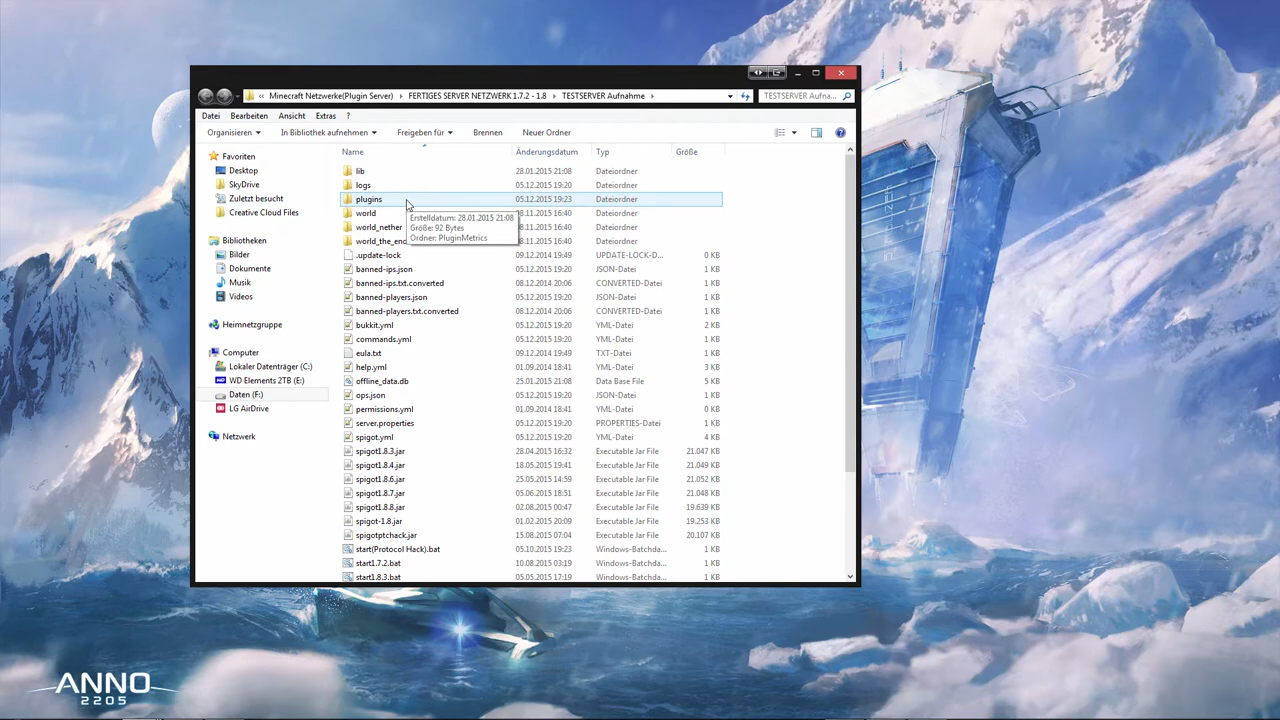 Minecraft Netzwerke(Plugin Server) FERTIGES SERVER NETZWERK 1.7.2 - 1.8 TESTSERVER Aufnahme TESTSERVER Aufna...
Datei Bearbeiten Ansicht Extras ?
Organisieren In Bibliothek aufnehmen Freigeben für Brennen Neuer Ordner
Favoriten
Desktop
SkyDrive
Zuletzt besucht
Creative Cloud Files
Bibliotheken
Bilder
Dokumente
Musik
Videos
Heimnetzgruppe
Computer
Lokaler Datenträger (C:)
WD Elements 2TB (E:)
Daten (F:)
LG AirDrive
Netzwerk
Name Änderungsdatum Typ Größe
lib 28.01.2015 21:08 Dateiordner
logs 05.12.2015 19:20 Dateiordner
plugins 05.12.2015 19:23 Dateiordner
world 16:40 Dateiordner
world_nether 16:40 Dateiordner
world_the_end 16:40 Dateiordner
Erstelldatum: 28.01.2015 21:08
Größe: 92 Bytes
Ordner: PluginMetrics
.update-lock 09.12.2014 19:49 UPDATE-LOCK-D... 0 KB
banned-ips.json 05.12.2015 19:20 JSON-Datei 1 KB
banned-ips.txt.converted 08.12.2014 20:06 CONVERTED-Datei 1 KB
banned-players.json 05.12.2015 19:20 JSON-Datei 1 KB
banned-players.txt.converted 08.12.2014 20:06 CONVERTED-Datei 1 KB
bukkit.yml 05.12.2015 19:20 YML-Datei 2 KB
commands.yml 05.12.2015 19:20 YML-Datei 1 KB
eula.txt 09.12.2014 19:49 TXT-Datei 1 KB
help.yml 01.09.2014 18:41 YML-Datei 3 KB
offline_data.db 25.01.2015 21:08 Data Base File 5 KB
ops.json 05.12.2015 19:20 JSON-Datei 1 KB
permissions.yml 01.09.2014 18:41 YML-Datei 0 KB
server.properties 05.12.2015 19:20 PROPERTIES-Datei 1 KB
spigot.yml 05.12.2015 19:20 YML-Datei 4 KB
spigot1.8.3.jar 28.04.2015 16:32 Executable Jar File 21.047 KB
spigot1.8.4.jar 18.05.2015 19:41 Executable Jar File 21.049 KB
spigot1.8.6.jar 25.05.2015 14:59 Executable Jar File 21.052 KB
spigot1.8.7.jar 05.06.2015 18:51 Executable Jar File 21.048 KB
spigot1.8.8.jar 02.08.2015 00:47 Executable Jar File 19.639 KB
spigot-1.8.jar 01.02.2015 20:09 Executable Jar File 19.253 KB
spigotptchack.jar 15.08.2015 07:04 Executable Jar File 20.107 KB
start(Protocol Hack).bat 05.10.2015 19:23 Windows-Batchda... 1 KB
start1.7.2.bat 10.08.2015 03:19 Windows-Batchda... 1 KB
start1.8.3.bat 05.05.2015 17:19 Windows-Batchda... 1 KB
ANNO
2205